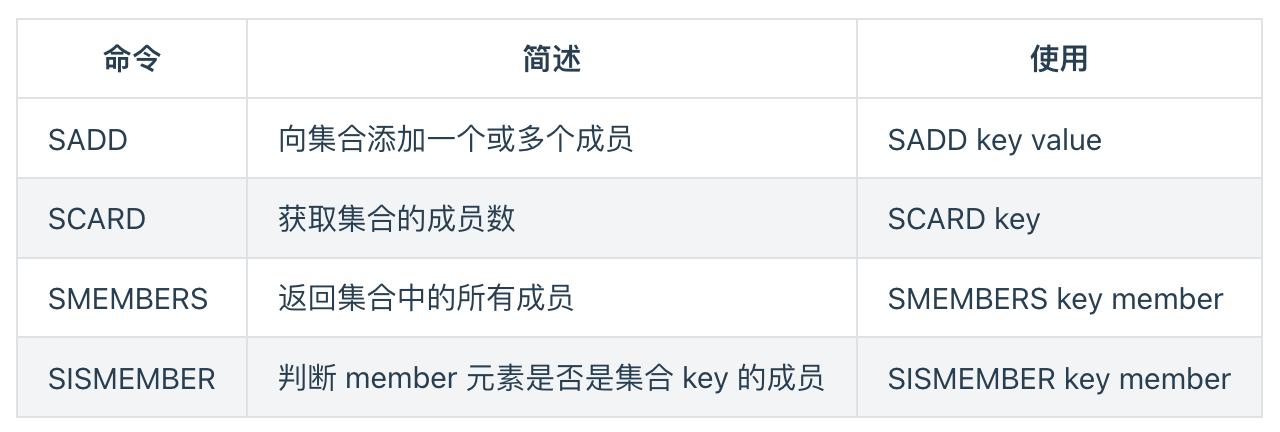 命令 简述 使用
SADD 向集合添加一个或多个成员 SADD key value
SCARD 获取集合的成员数 SCARD key
SMEMBERS 返回集合中的所有成员 SMEMBERS key member
SISMEMBER 判断 member 元素是否是集合 key 的成员 SISMEMBER key member